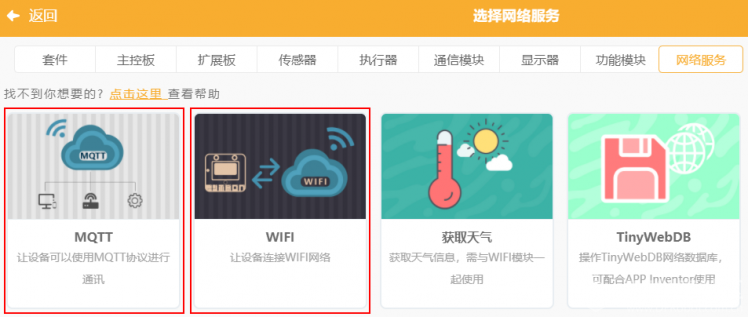 返回
选择网络服务
套件 主控板 扩展板 传感器 执行器 通信模块 显示器 功能模块 网络服务
找不到你想要的？点击这里 查看帮助
MQTT
WIFI
MQTT
让设备可以使用MQTT协议进行
通讯
WIFI
让设备连接WIFI网络
获取天气
获取天气信息，需与WIFI模块一
起使用
TinyWebDB
操作TinyWebDB网络数据库，
可配合APP Inventor使用